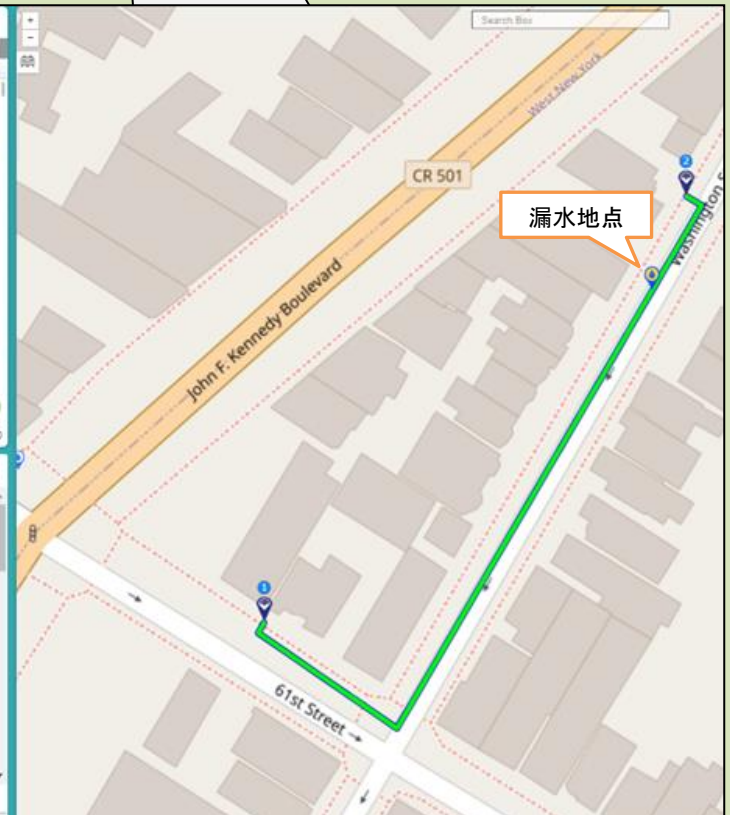 +
Search Box
-
West New York
CR 501
2
漏水地点
Washington S
John F. Kennedy Boulevard
1
61st Street